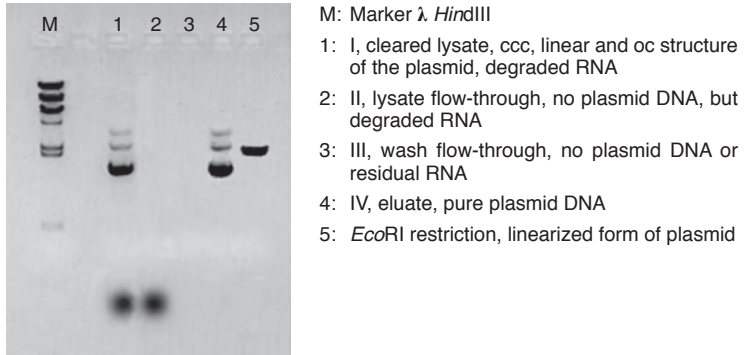 M 1 2 3 4 5
M: Marker λ HindIII
1: I, cleared lysate, ccc, linear and oc structure
of the plasmid, degraded RNA
2: II, lysate flow-through, no plasmid DNA, but
degraded RNA
3: III, wash flow-through, no plasmid DNA or
residual RNA
4: IV, eluate, pure plasmid DNA
5: EcoRI restriction, linearized form of plasmid